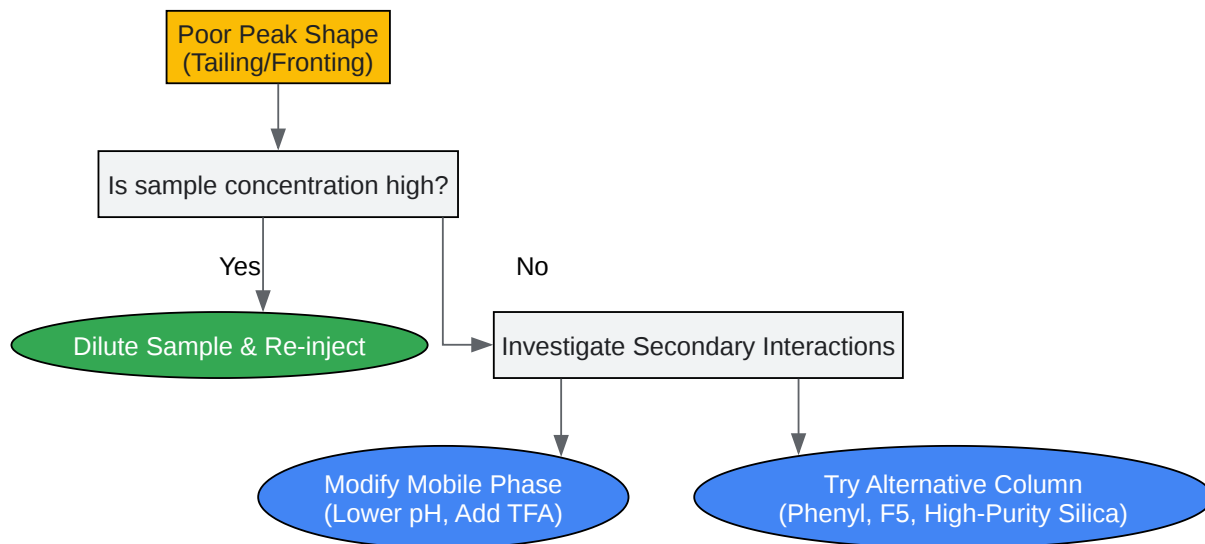 Poor Peak Shape
(Tailing/Fronting)
Is sample concentration high?
Yes
No
Dilute Sample & Re-inject
Investigate Secondary Interactions
Modify Mobile Phase
(Lower pH, Add TFA)
Try Alternative Column
(Phenyl, F5, High-Purity Silica)